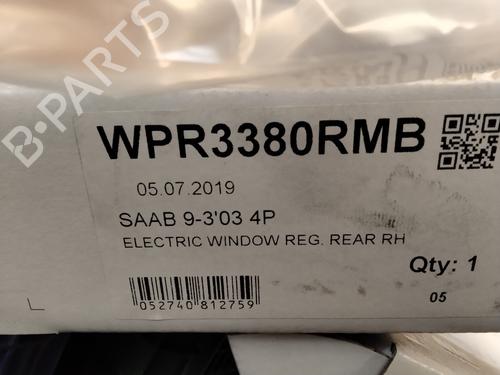 WPR3380RMB
05.07.2019
SAAB 9-3'03 4P
ELECTRIC WINDOW REG. REAR RH
Qty: 1
052740 812759
05
B-PARTS